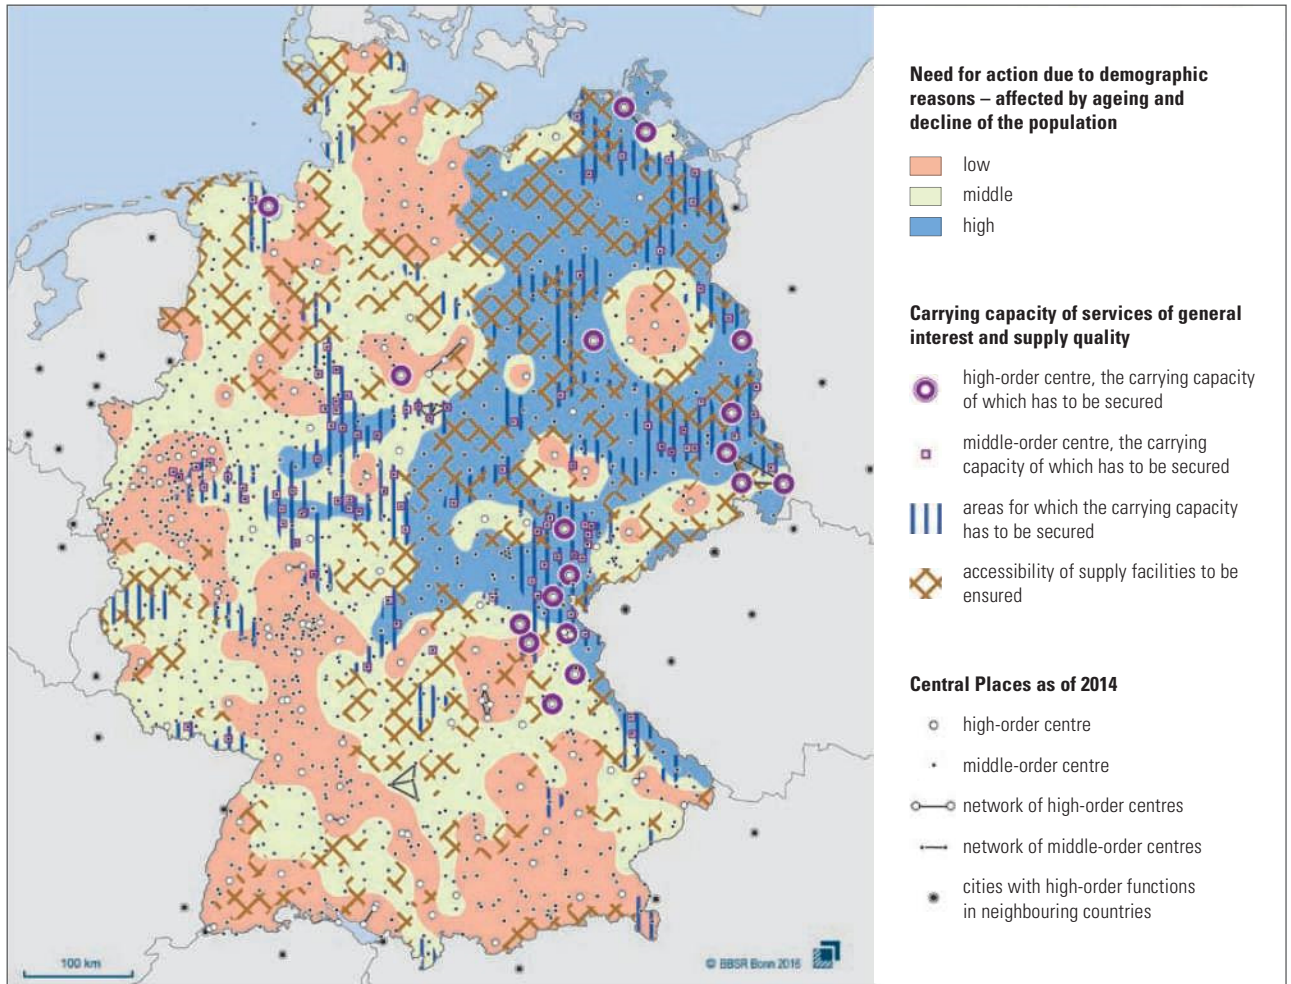 Need for action due to demographic
reasons – affected by ageing and
decline of the population
low
middle
high
Carrying capacity of services of general
interest and supply quality
high-order centre, the carrying capacity
of which has to be secured
middle-order centre, the carrying
capacity of which has to be secured
areas for which the carrying capacity
has to be secured
accessibility of supply facilities to be
ensured
Central Places as of 2014
high-order centre
middle-order centre
network of high-order centres
network of middle-order centres
cities with high-order functions
in neighbouring countries
100 km
© BBSR Bonn 2016